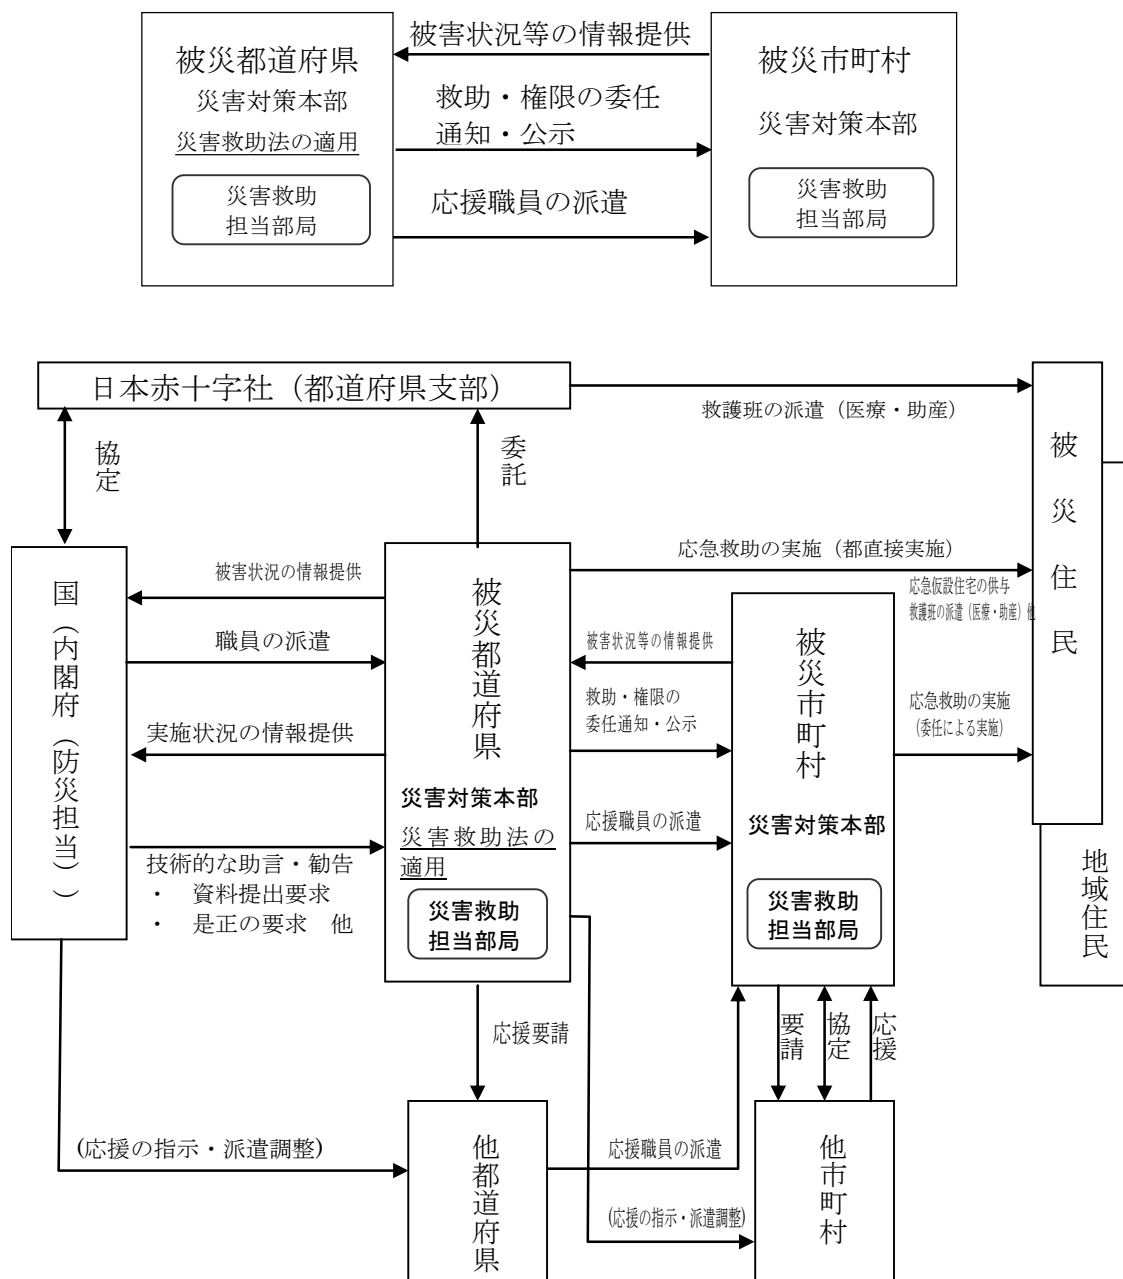 被災都道府県
災害対策本部
災害救助法の適用
災害救助
担当部局
被害状況等の情報提供
救助・権限の委任
通知・公示
応援職員の派遣
被災市町村
災害対策本部
災害救助
担当部局
日本赤十字社（都道府県支部）
救護班の派遣（医療・助産）
協定
委託
国（内閣府（防災担当））
被害状況の情報提供
職員の派遣
実施状況の情報提供
技術的な助言・勧告
・　資料提出要求
・　是正の要求　他
被災都道府県
災害対策本部
災害救助法の
適用
災害救助
担当部局
応急救助の実施（都直接実施）
応急仮設住宅の供与
救護班の派遣（医療・助産）他
被害状況等の情報提供
救助・権限の
委任通知・公示
応援職員の派遣
被災市町村
災害対策本部
災害救助
担当部局
応急救助の実施
（委任による実施）
被災住民
地域住民
応援要請
要請
協定
応援
(応援の指示・派遣調整)
他都道府県
応援職員の派遣
(応援の指示・派遣調整)
他市町村